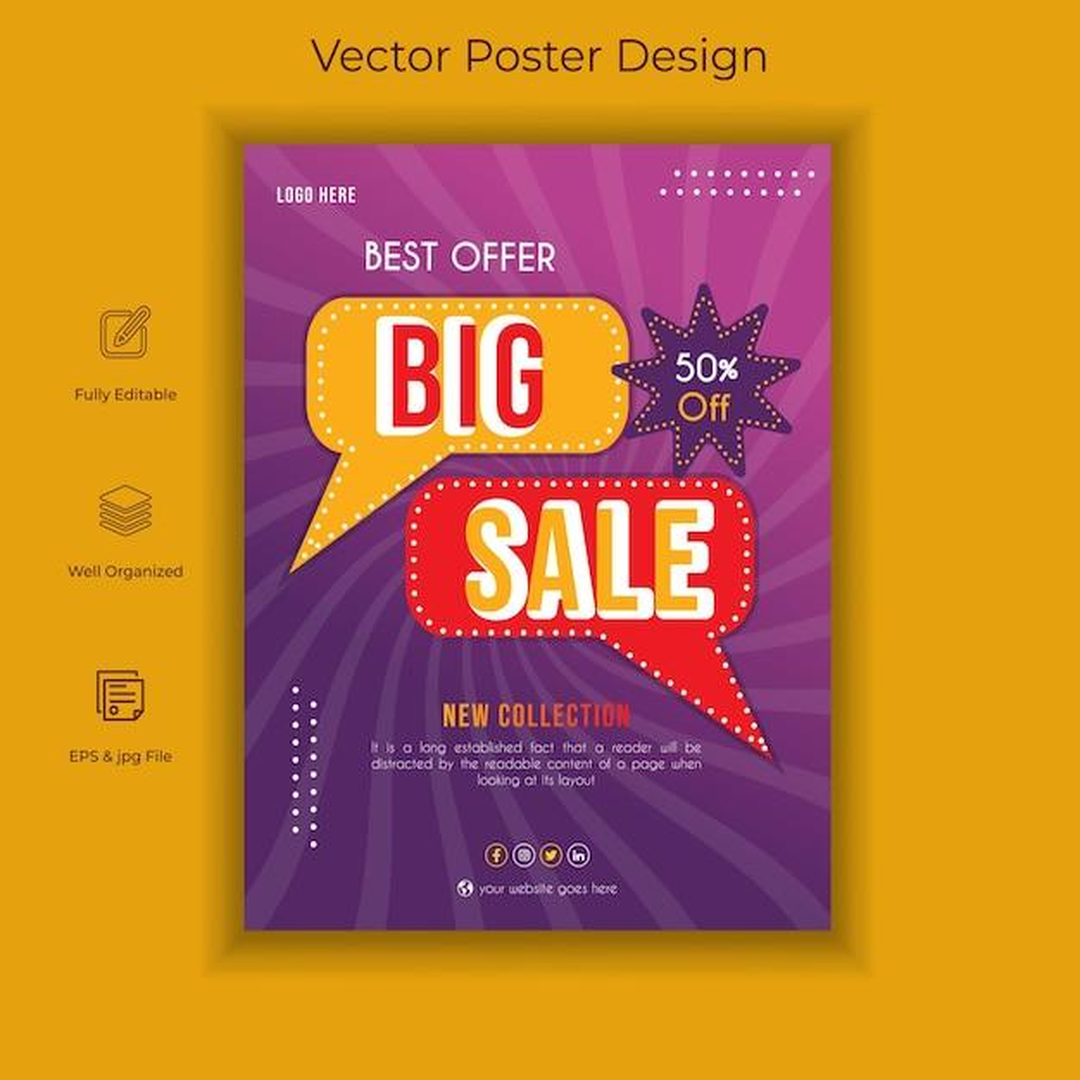 Vector Poster Design
LOGO HERE
BEST OFFER
BIG
50%
Off
SALE
Fully Editable
Well Organized
EPS & jpg File
NEW COLLECTION
It is a long established fact that a reader will be
distracted by the readable content of a page when
looking at its layout
your website goes here